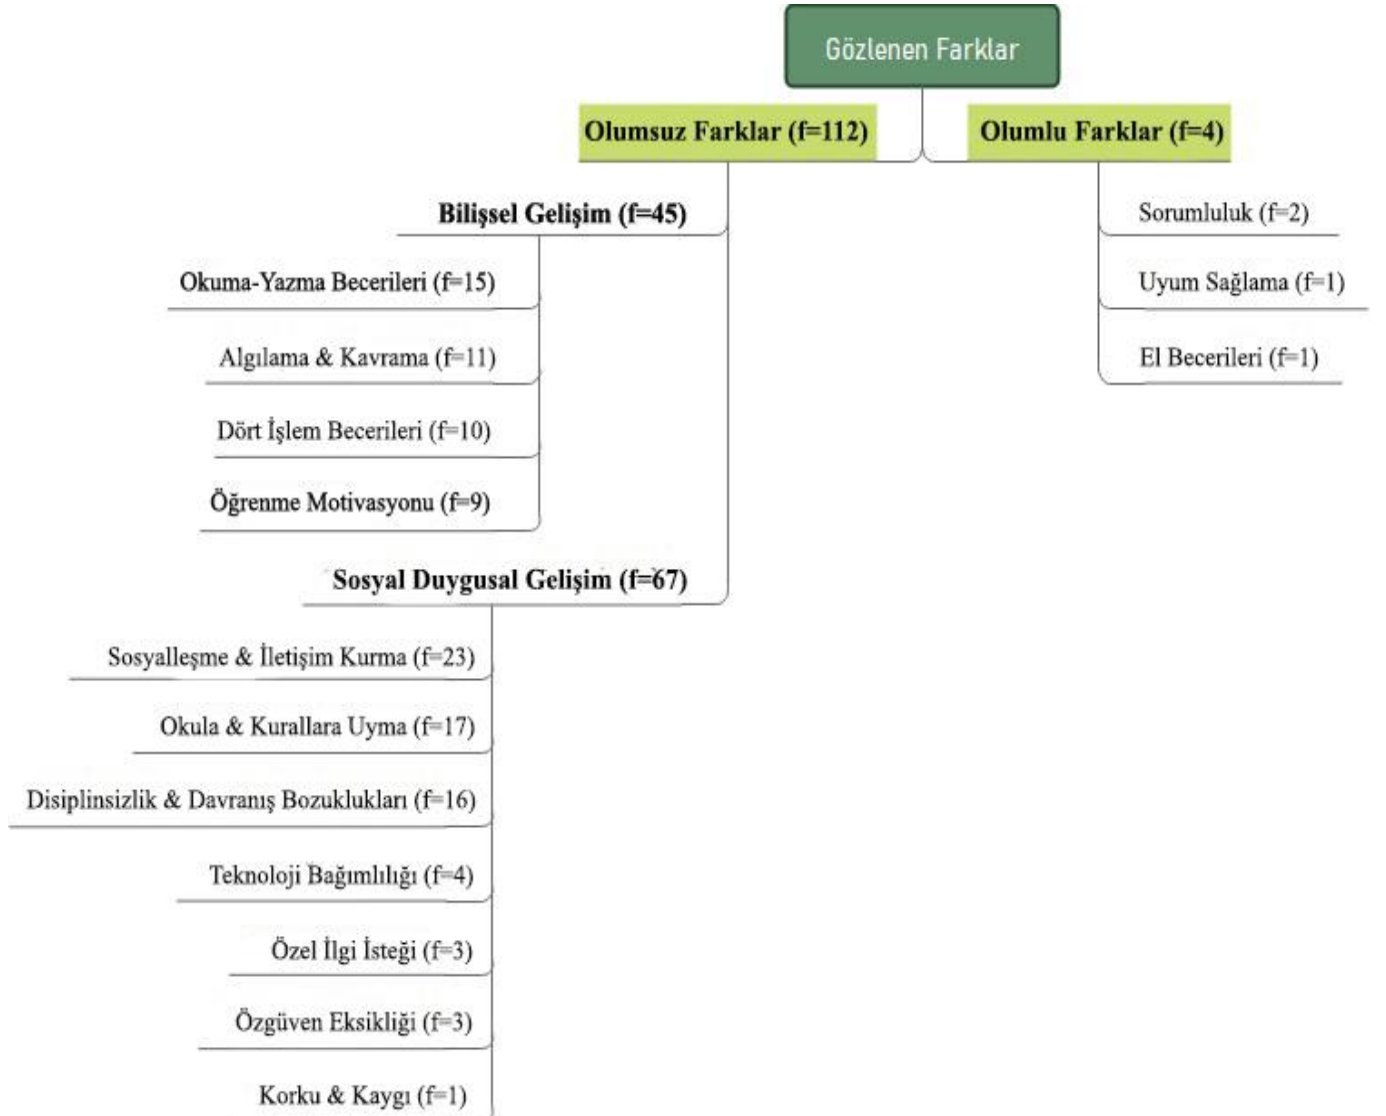 Gözlenen Farklar
Olumsuz Farklar (f=112)
Olumlu Farklar (f=4)
Bilişsel Gelişim (f=45)
Okuma-Yazma Becerileri (f=15)
Algılama & Kavrama (f=11)
Dört İşlem Becerileri (f=10)
Öğrenme Motivasyonu (f=9)
Sosyal Duygusal Gelişim (f=67)
Sosyalleşme & İletişim Kurma (f=23)
Okula & Kurallara Uyma (f=17)
Disiplinsizlik & Davranış Bozuklukları (f=16)
Teknoloji Bağımlılığı (f=4)
Özel İlgi İsteği (f=3)
Özgüven Eksikliği (f=3)
Korku & Kaygı (f=1)
Sorumluluk (f=2)
Uyum Sağlama (f=1)
El Becerileri (f=1)